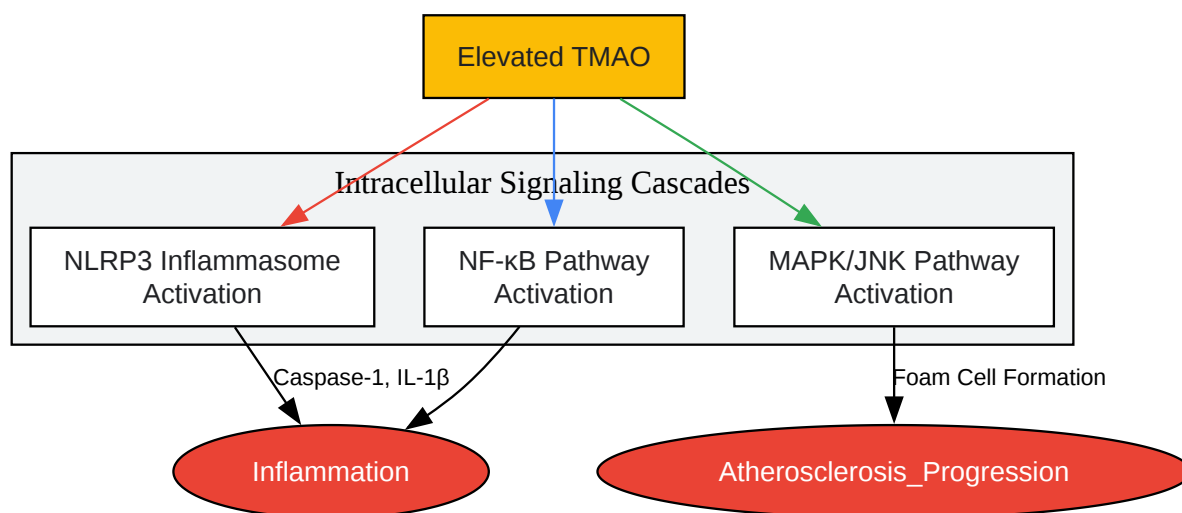 Elevated TMAO
Intracellular Signaling Cascades
NLRP3 Inflammasome
Activation
NF-κB Pathway
Activation
MAPK/JNK Pathway
Activation
Caspase-1, IL-1β
Foam Cell Formation
Inflammation
Atherosclerosis_Progression